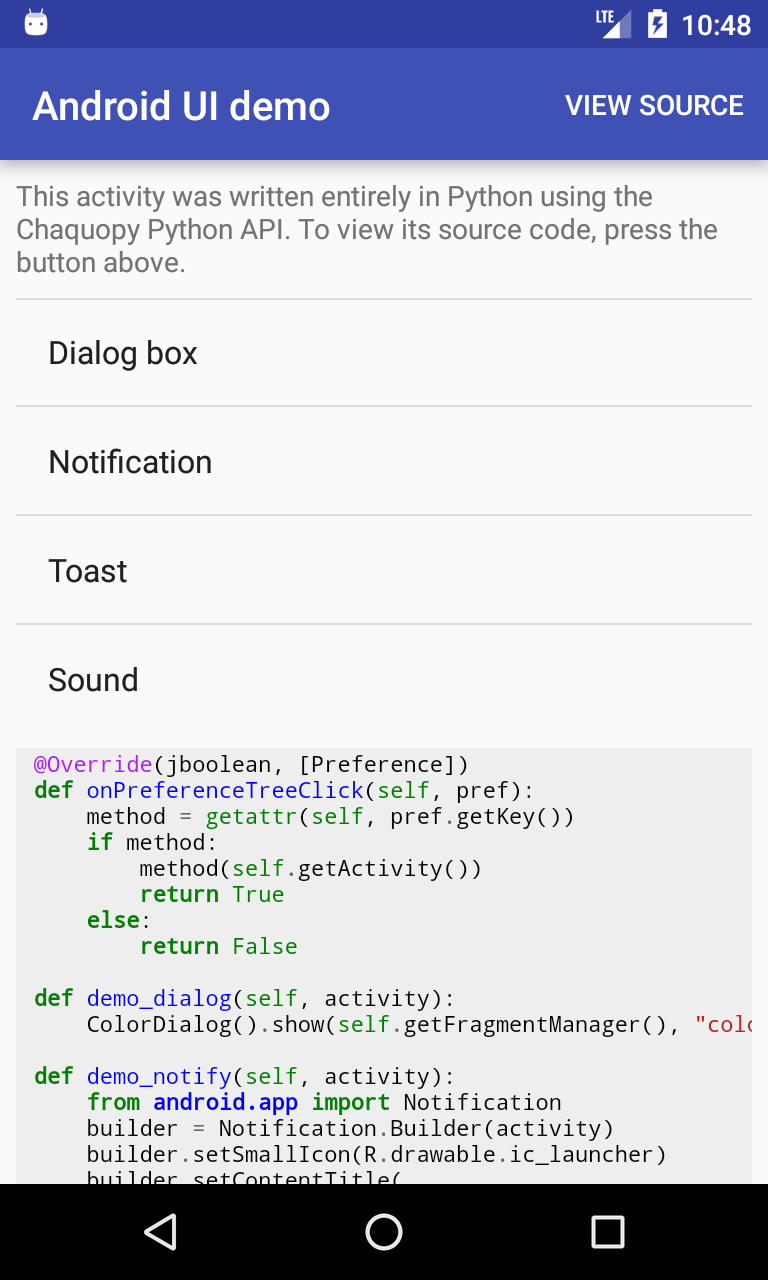 LTE 10:48
Android UI demo VIEW SOURCE
This activity was written entirely in Python using the
Chaquopy Python API. To view its source code, press the
button above.
Dialog box
Notification
Toast
Sound
@Override(jboolean, [Preference])
def onPreferenceTreeClick(self, pref):
    method = getattr(self, pref.getKey())
    if method:
        method(self.getActivity())
        return True
    else:
        return False
def demo_dialog(self, activity):
    ColorDialog().show(self.getFragmentManager(), "colo
def demo_notify(self, activity):
    from android.app import Notification
    builder = Notification.Builder(activity)
    builder.setSmallIcon(R.drawable.ic_launcher)
    builder.setContentTitle(